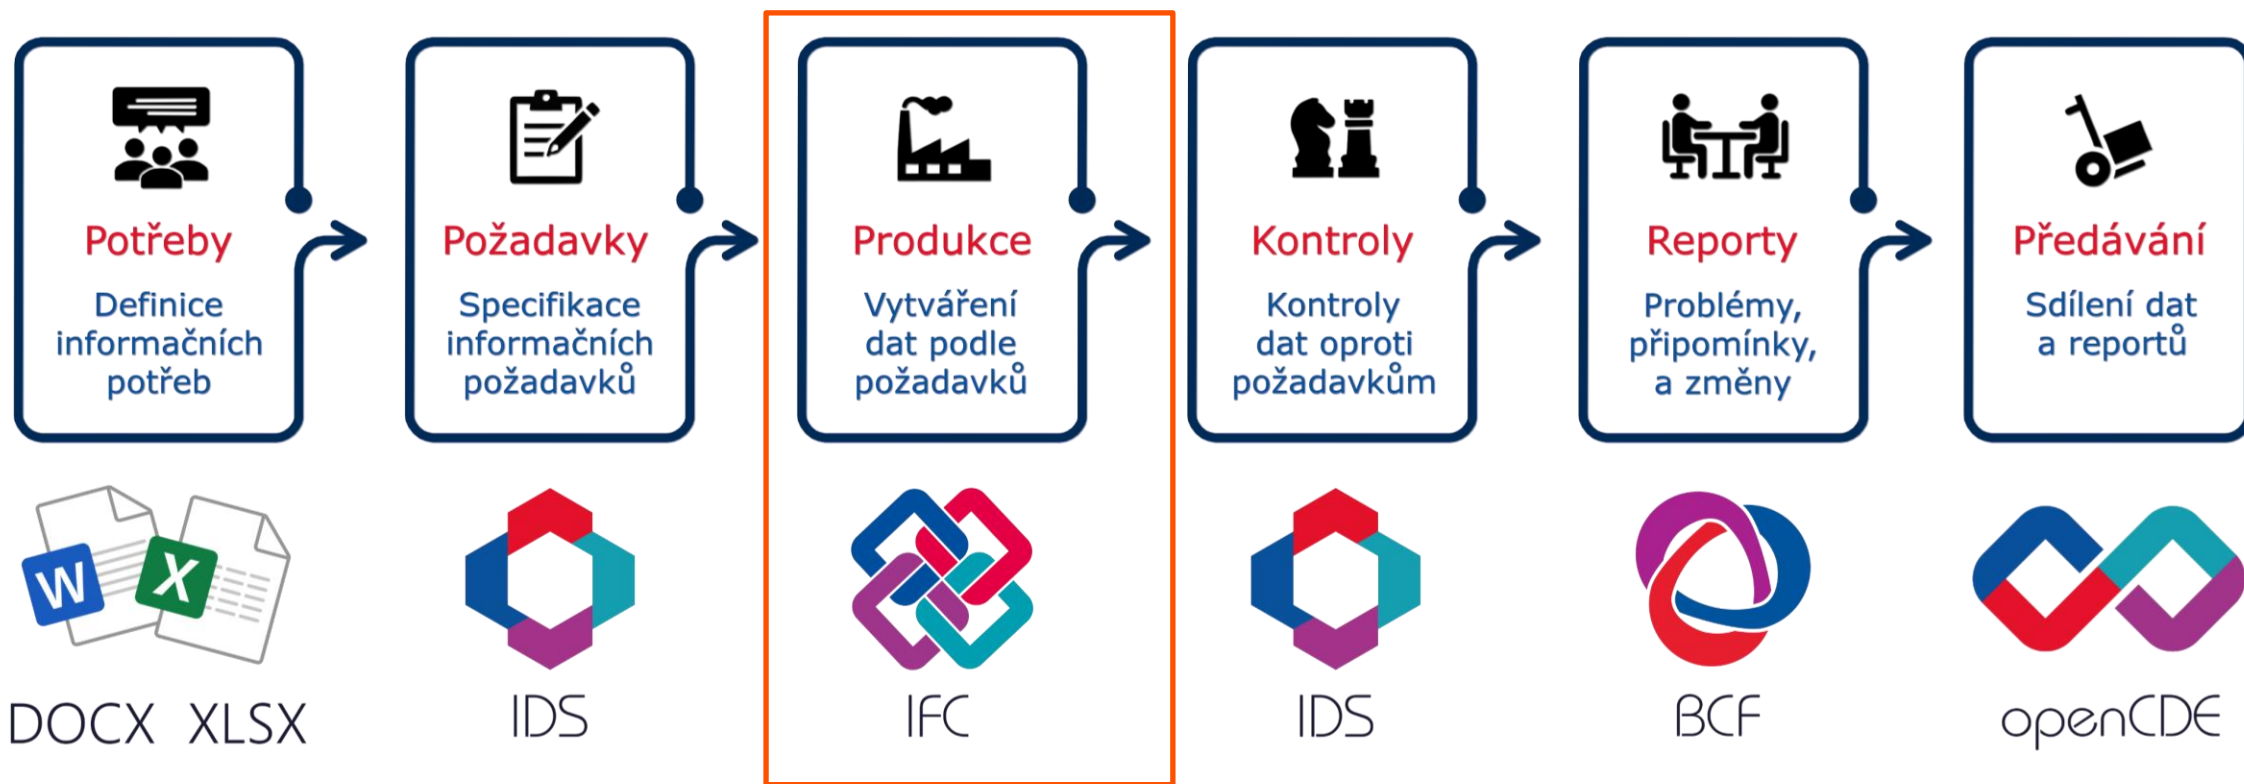 Potřeby
Definice
informačních
potřeb
Požadavky
Specifikace
informačních
požadavků
Produkce
Vytváření
dat podle
požadavků
Kontroly
Kontroly
dat oproti
požadavkům
Reporty
Problémy,
připomínky,
a změny
Předávání
Sdílení dat
a reportů
W
X
DOCX XLSX
IDS
IFC
IDS
BCF
openCDE